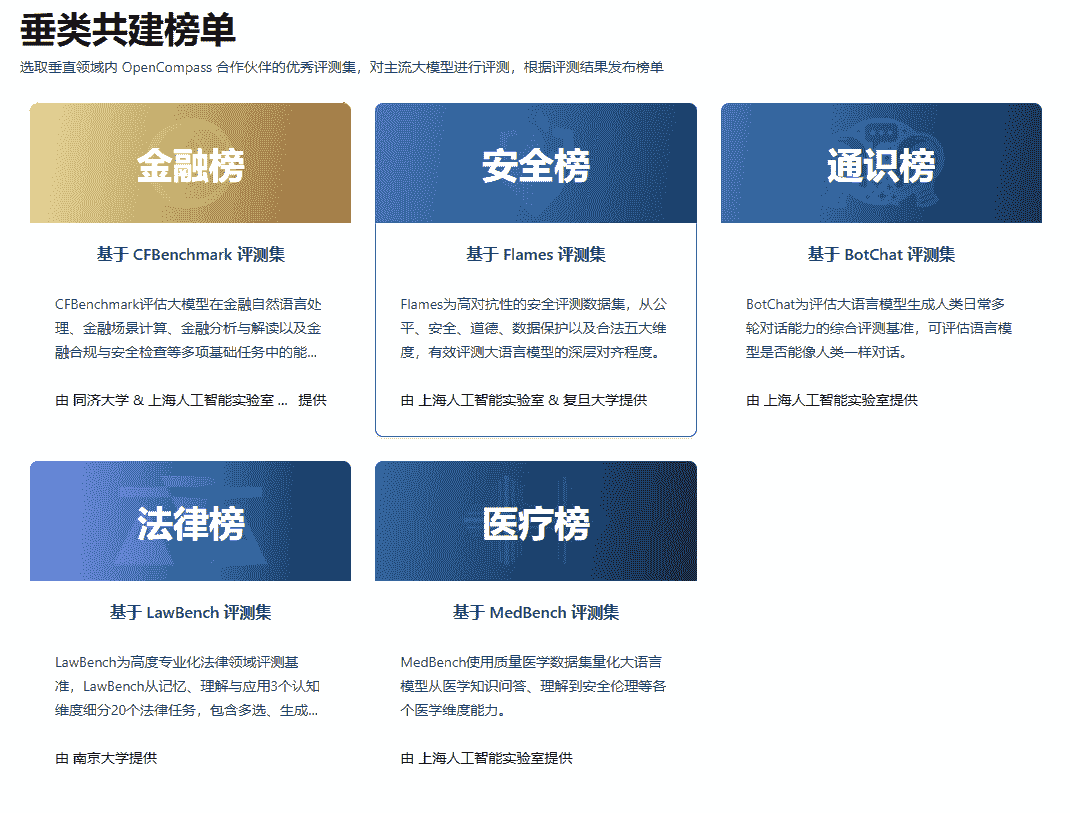 垂类共建榜单
选取垂直领域内 OpenCompass 合作伙伴的优秀评测集，对主流大模型进行评测，根据评测结果发布榜单
金融榜
基于 CFBenchmark 评测集
CFBenchmark评估大模型在金融自然语言处
理、金融场景计算、金融分析与解读以及金
融合规与安全检查等多项基础任务中的能...
由 同济大学 & 上海人工智能实验室 ... 提供
安全榜
基于 Flames 评测集
Flames为高对抗性的安全评测数据集，从公
平、安全、道德、数据保护以及合法五大维
度，有效评测大语言模型的深层对齐程度。
由 上海人工智能实验室 & 复旦大学提供
通识榜
基于 BotChat 评测集
BotChat为评估大语言模型生成人类日常多
轮对话能力的综合评测基准，可评估语言模
型是否能像人类一样对话。
由 上海人工智能实验室提供
法律榜
基于 LawBench 评测集
LawBench为高度专业化法律领域评测基
准，LawBench从记忆、理解与应用3个认知
维度细分20个法律任务，包含多选、生成...
由 南京大学提供
医疗榜
基于 MedBench 评测集
MedBench使用质量医学数据集量化大语言
模型从医学知识问答、理解到安全伦理等各
个医学维度能力。
由 上海人工智能实验室提供